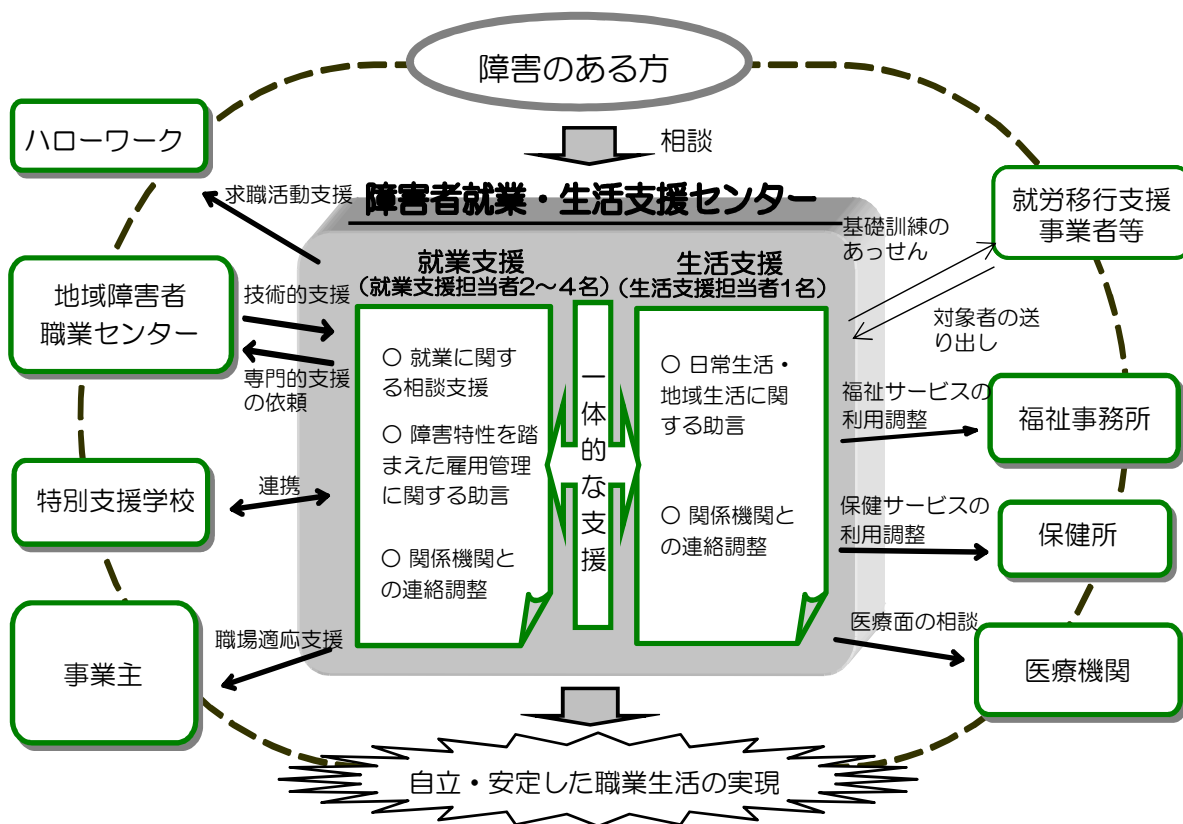 障害のある方
相談
ハローワーク
求職活動支援
障害者就業・生活支援センター
就労移行支援
事業者等
基礎訓練の
あっせん
対象者の送
り出し
地域障害者
職業センター
技術的支援
専門的支援
の依頼
就業支援
(就業支援担当者2~4名)
生活支援
(生活支援担当者1名)
○ 就業に関す
る相談支援
○ 障害特性を踏
まえた雇用管理
に関する助言
○ 関係機関と
の連絡調整
一体的な支援
○ 日常生活・
地域生活に関
する助言
○ 関係機関と
の連絡調整
福祉サービスの
利用調整
福祉事務所
特別支援学校
連携
保健サービスの
利用調整
保健所
事業主
職場適応支援
医療面の相談
医療機関
自立・安定した職業生活の実現